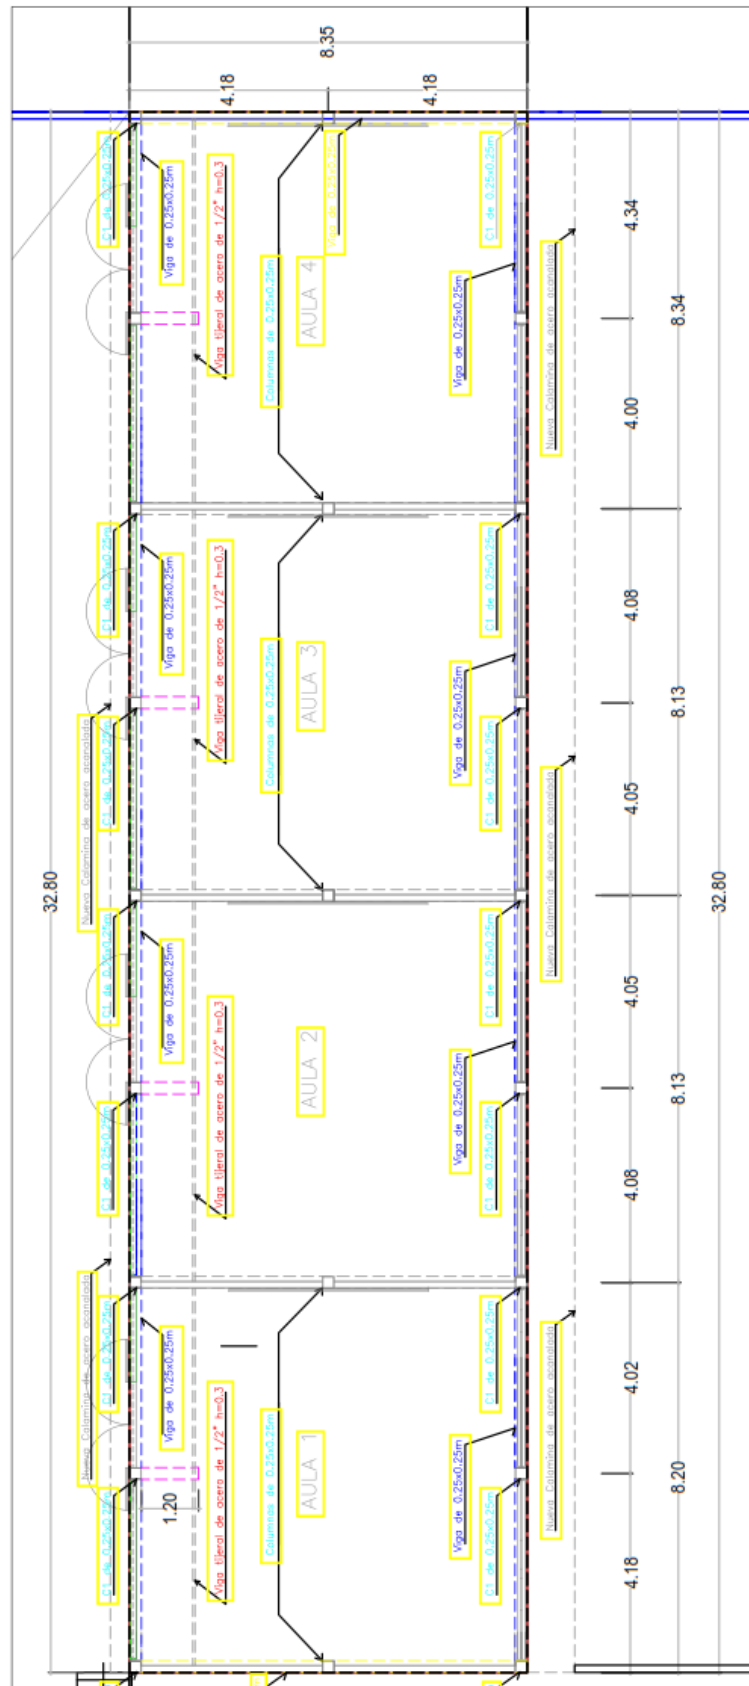 8.35
4.18
4.18
C1 de 0.25x0.25m
Viga de 0.25x0.25m
Viga tijeral de acero de 1/2" h=0.3
Columnas de 0.25x0.25m
AULA 4
Viga de 0.25x0.25m
Viga de 0.25x0.25m
C1 de 0.25x0.25m
Nueva Calamina de acero acanalada
4.34
4.00
8.34
C1 de 0.25x0.25m
Viga de 0.25x0.25m
Viga tijeral de acero de 1/2" h=0.3
Columnas de 0.25x0.25m
AULA 3
Viga de 0.25x0.25m
C1 de 0.25x0.25m
C1 de 0.25x0.25m
C1 de 0.25x0.25m
Nueva Calamina de acero acanalada
Nueva Calamina de acero acanalada
4.08
4.05
8.13
32.80
32.80
C1 de 0.25x0.25m
Viga de 0.25x0.25m
Viga tijeral de acero de 1/2" h=0.3
AULA 2
Viga de 0.25x0.25m
C1 de 0.25x0.25m
C1 de 0.25x0.25m
C1 de 0.25x0.25m
4.05
4.08
8.13
Nueva Calamina de acero acanalada
C1 de 0.25x0.25m
Viga de 0.25x0.25m
Viga tijeral de acero de 1/2" h=0.3
Columnas de 0.25x0.25m
AULA 1
Viga de 0.25x0.25m
C1 de 0.25x0.25m
C1 de 0.25x0.25m
C1 de 0.25x0.25m
Nueva Calamina de acero acanalada
1.20
4.02
4.18
8.20